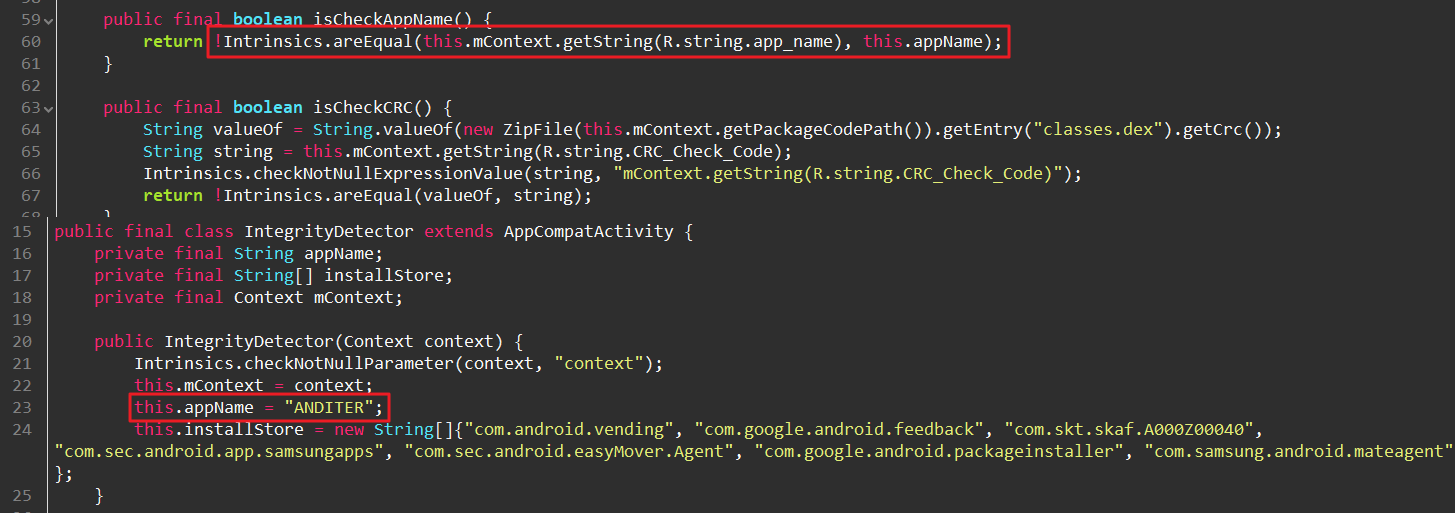 59 public final boolean isCheckAppName() {
60 return !Intrinsics.areEqual(this.mContext.getString(R.string.app_name), this.appName);
61 }
62
63 public final boolean isCheckCRC() {
64 String valueOf = String.valueOf(new ZipFile(this.mContext.getPackageCodePath()).getEntry("classes.dex").getCrc());
65 String string = this.mContext.getString(R.string.CRC_Check_Code);
66 Intrinsics.checkNotNullExpressionValue(string, "mContext.getString(R.string.CRC_Check_Code)");
67 return !Intrinsics.areEqual(valueOf, string);
15 public final class IntegrityDetector extends AppCompatActivity {
16 private final String appName;
17 private final String[] installStore;
18 private final Context mContext;
19
20 public IntegrityDetector(Context context) {
21 Intrinsics.checkNotNullParameter(context, "context");
22 this.mContext = context;
23 this.appName = "ANDITER";
24 this.installStore = new String[]{"com.android.vending", "com.google.android.feedback", "com.skt.skaf.A000Z00040",
"com.sec.android.app.samsungapps", "com.sec.android.easyMover.Agent", "com.google.android.packageinstaller", "com.samsung.android.mateagent"
};
25 }